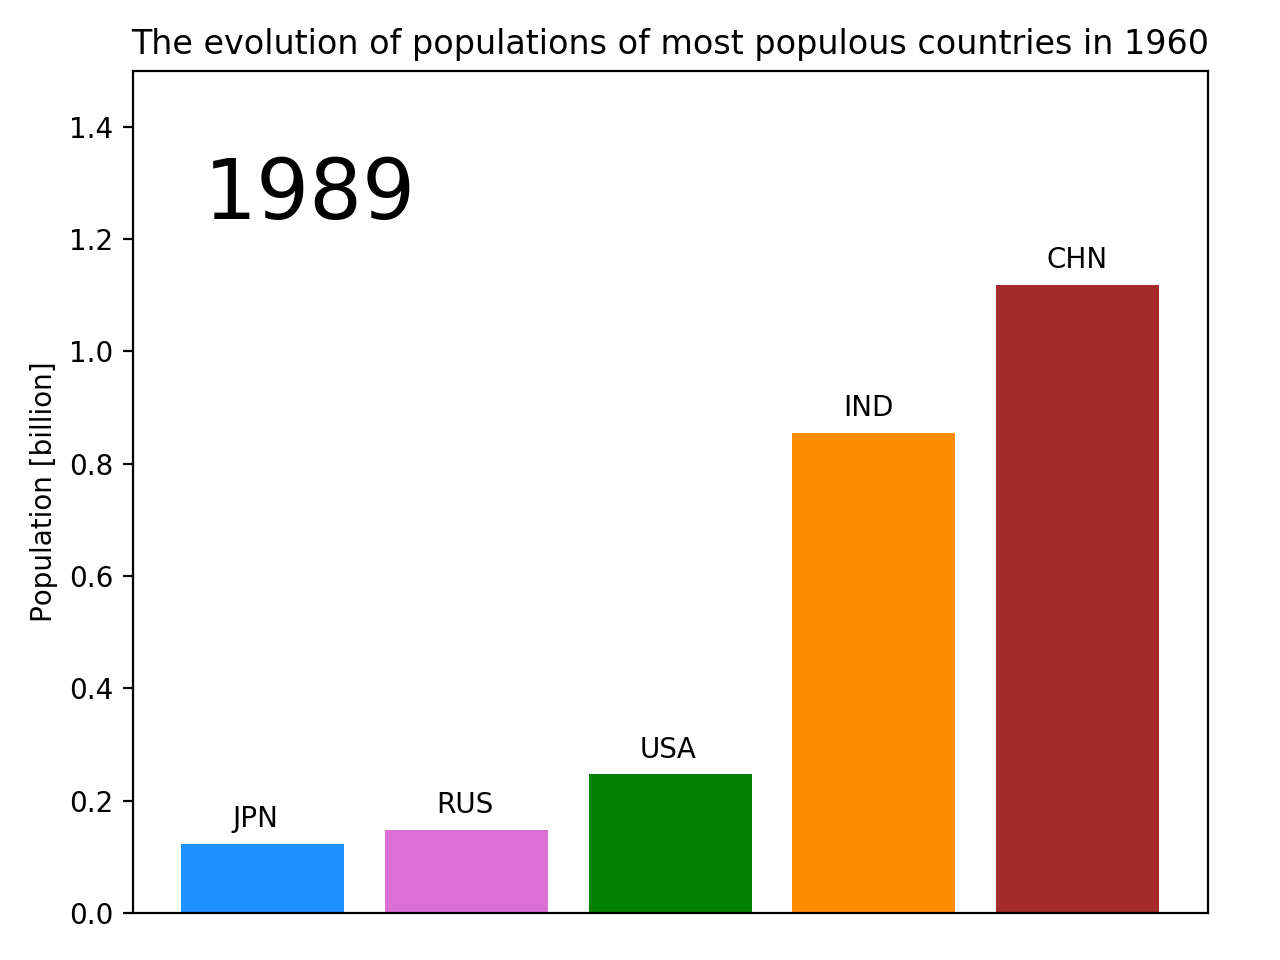 The evolution of populations of most populous countries in 1960
1989
Population [billion]
1.4
1.2
1.0
0.8
0.6
0.4
0.2
0.0
JPN
RUS
USA
IND
CHN